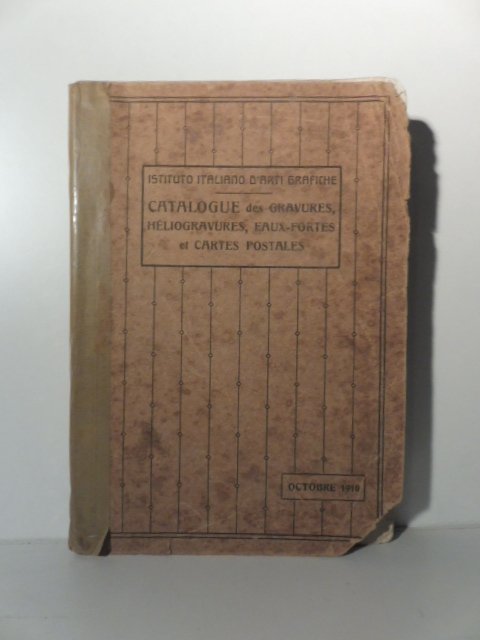 ISTITUTO ITALIANO D'ARTI GRAFICHE
CATALOGUE des GRAVURES,
HÉLIOGRAVURES, EAUX-FORTES
et CARTES POSTALES
OCTOBRE 1910